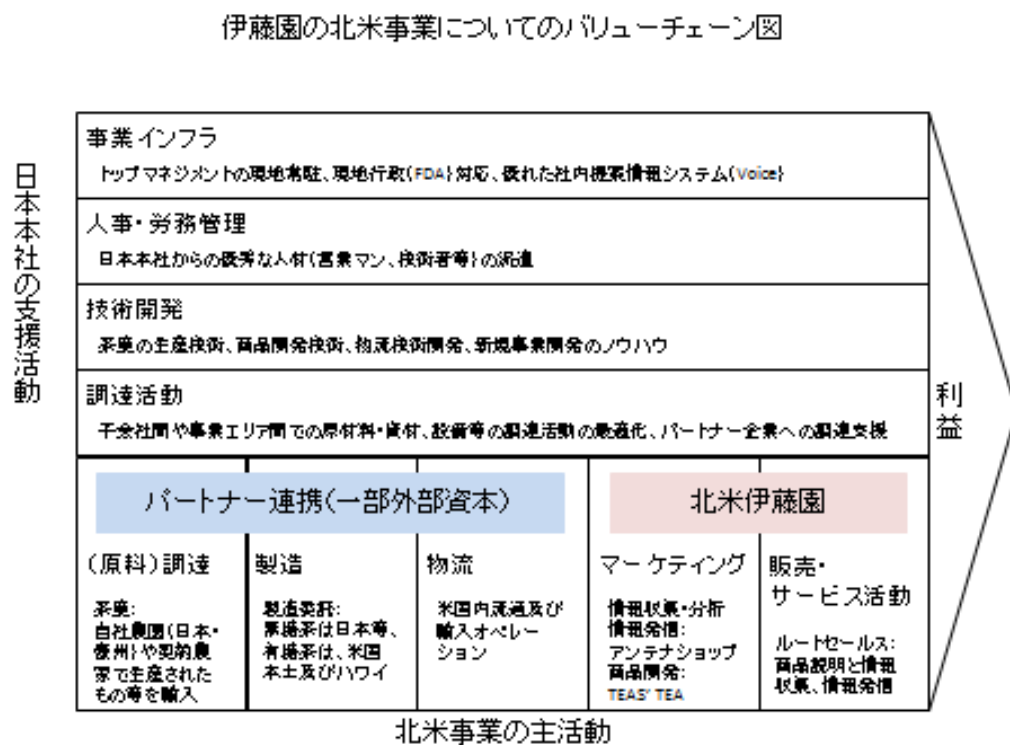 伊藤園の北米事業についてのバリューチェーン図
日本本社の支援活動
事業インフラ
トップマネジメントの現地常駐、現地行政(FDA)対応、優れた社内提案情報システム(Voice)
人事・労務管理
日本本社からの優秀な人材(営業マン、技術者等)の派遣
技術開発
茶葉の生産技術、商品開発技術、物流技術開発、新規事業開発のノウハウ
調達活動
子会社間や事業エリア間での原材料・資材、設備等の調達活動の最適化、パートナー企業への調達支援
利益
パートナー連携(一部外部資本)
北米伊藤園
(原料)調達
茶葉:
自社農園(日本・
豪州)や契約農
家で生産された
もの等を輸入
製造
製造委託:
無糖茶は日本等、
有糖茶は、米国
本土及びハワイ
物流
米国内流通及び
輸入オペレー
ション
マーケティング
情報収集・分析
情報発信:
アンテナショップ
商品開発:
TEAS' TEA
販売・
サービス活動
ルートセールス:
商品説明と情報
収集、情報発信
北米事業の主活動